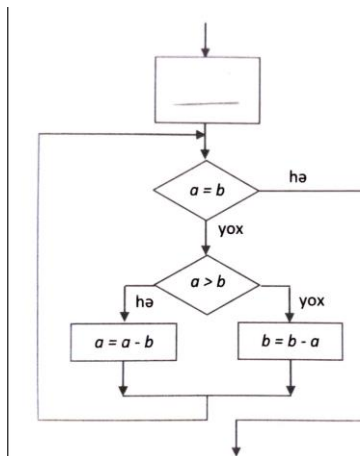 a = b
hə
yox
a > b
hə
yox
a = a - b
b = b - a